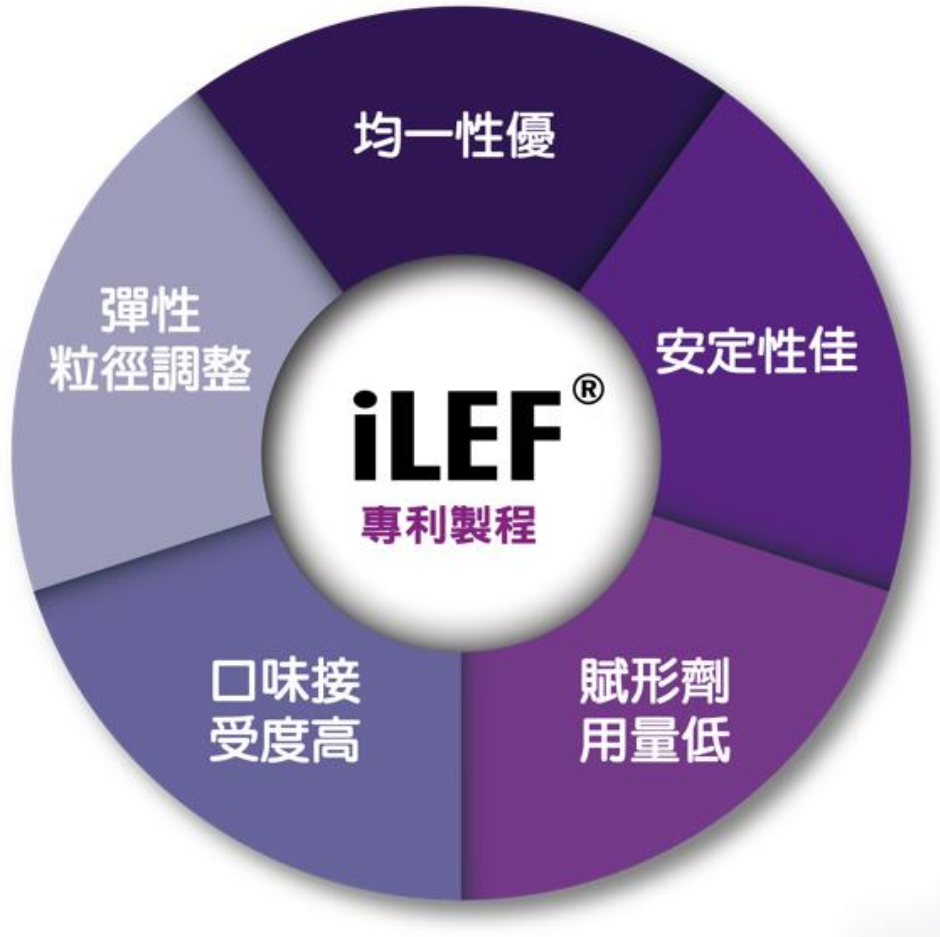 均一性優
安定性佳
賦形劑
用量低
口味接
受度高
彈性
粒徑調整
iLEF®
專利製程